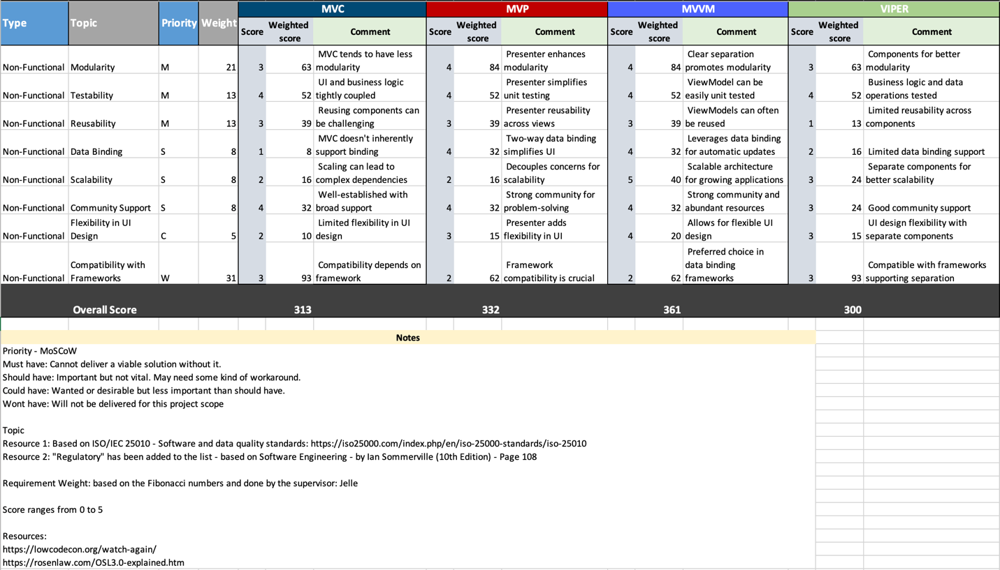 MVC MVP MVVM VIPER
Type Topic Priority Weight Score Weighted score Comment Score Weighted score Comment Score Weighted score Comment Score Weighted score Comment
Non-Functional Modularity M 21 3 63 MVC tends to have less modularity 4 84 Presenter enhances modularity 4 84 Clear separation promotes modularity 3 63 Components for better modularity
Non-Functional Testability M 13 4 52 UI and business logic tightly coupled 4 52 Presenter simplifies unit testing 4 52 ViewModel can be easily unit tested 4 52 Business logic and data operations tested
Non-Functional Reusability M 13 3 39 Reusing components can be challenging 3 39 Presenter reusability across views 3 39 ViewModels can often be reused 1 13 Limited reusability across components
Non-Functional Data Binding S 8 1 8 MVC doesn't inherently support binding 4 32 Two-way data binding simplifies UI 4 32 Leverages data binding for automatic updates 2 16 Limited data binding support
Non-Functional Scalability S 8 2 16 Scaling can lead to complex dependencies 2 16 Decouples concerns for scalability 5 40 Scalable architecture for growing applications 3 24 Separate components for better scalability
Non-Functional Community Support S 8 4 32 Well-established with broad support 4 32 Strong community for problem-solving 4 32 Strong community and abundant resources 3 24 Good community support
Non-Functional Flexibility in UI Design C 5 2 10 Limited flexibility in UI design 3 15 Presenter adds flexibility in UI 4 20 Allows for flexible UI design 3 15 UI design flexibility with separate components
Non-Functional Compatibility with Frameworks W 31 3 93 Compatibility depends on framework 2 62 Framework compatibility is crucial 2 62 Preferred choice in data binding frameworks 3 93 Compatible with frameworks supporting separation
Overall Score 313 332 361 300
Notes
Priority - MoSCoW
Must have: Cannot deliver a viable solution without it.
Should have: Important but not vital. May need some kind of workaround.
Could have: Wanted or desirable but less important than should have.
Wont have: Will not be delivered for this project scope
Topic
Resource 1: Based on ISO/IEC 25010 - Software and data quality standards: https://iso25000.com/index.php/en/iso-25000-standards/iso-25010
Resource 2: "Regulatory" has been added to the list - based on Software Engineering - by Ian Sommerville (10th Edition) - Page 108
Requirement Weight: based on the Fibonacci numbers and done by the supervisor: Jelle
Score ranges from 0 to 5
Resources:
https://lowcodecon.org/watch-again/
https://rosenlaw.com/OSL3.0-explained.htm